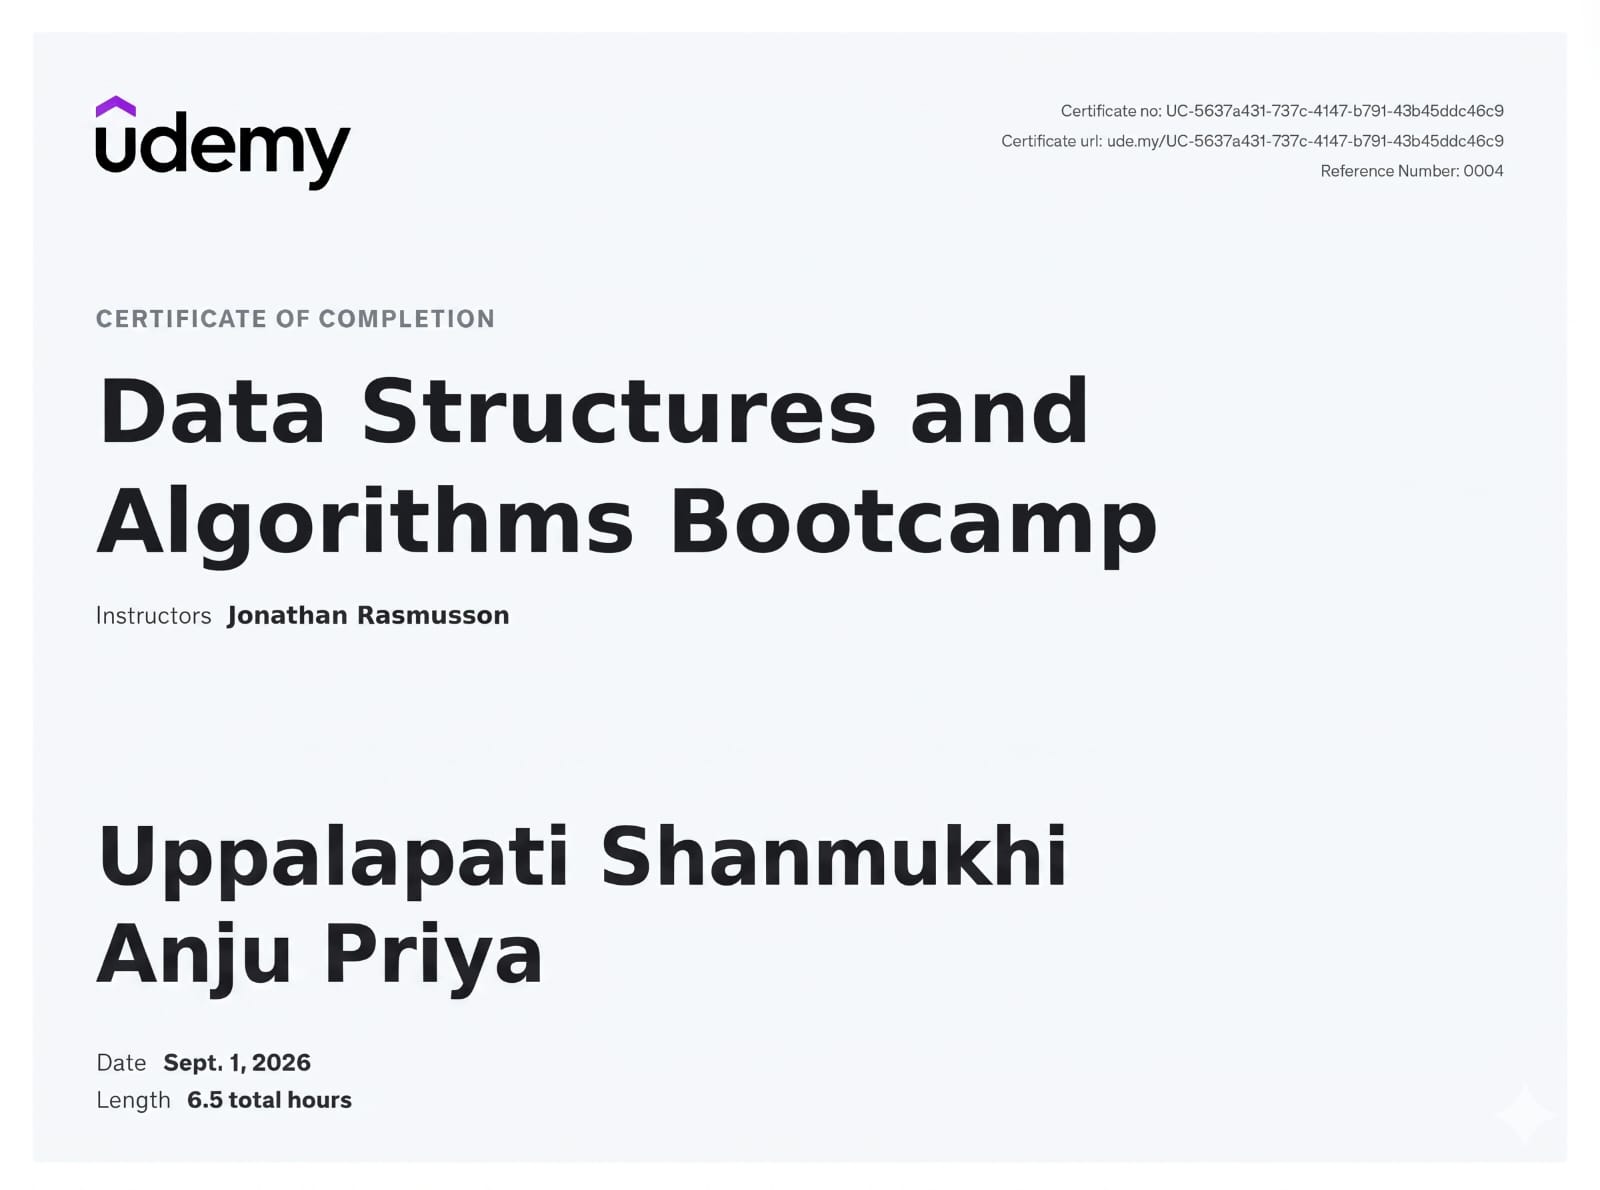 udemy
Certificate no: UC-5637a431-737c-4147-b791-43b45ddc46c9
Certificate url: ude.my/UC-5637a431-737c-4147-b791-43b45ddc46c9
Reference Number: 0004
CERTIFICATE OF COMPLETION
Data Structures and
Algorithms Bootcamp
Instructors Jonathan Rasmusson
Uppalapati Shanmukhi
Anju Priya
Date Sept. 1, 2026
Length 6.5 total hours